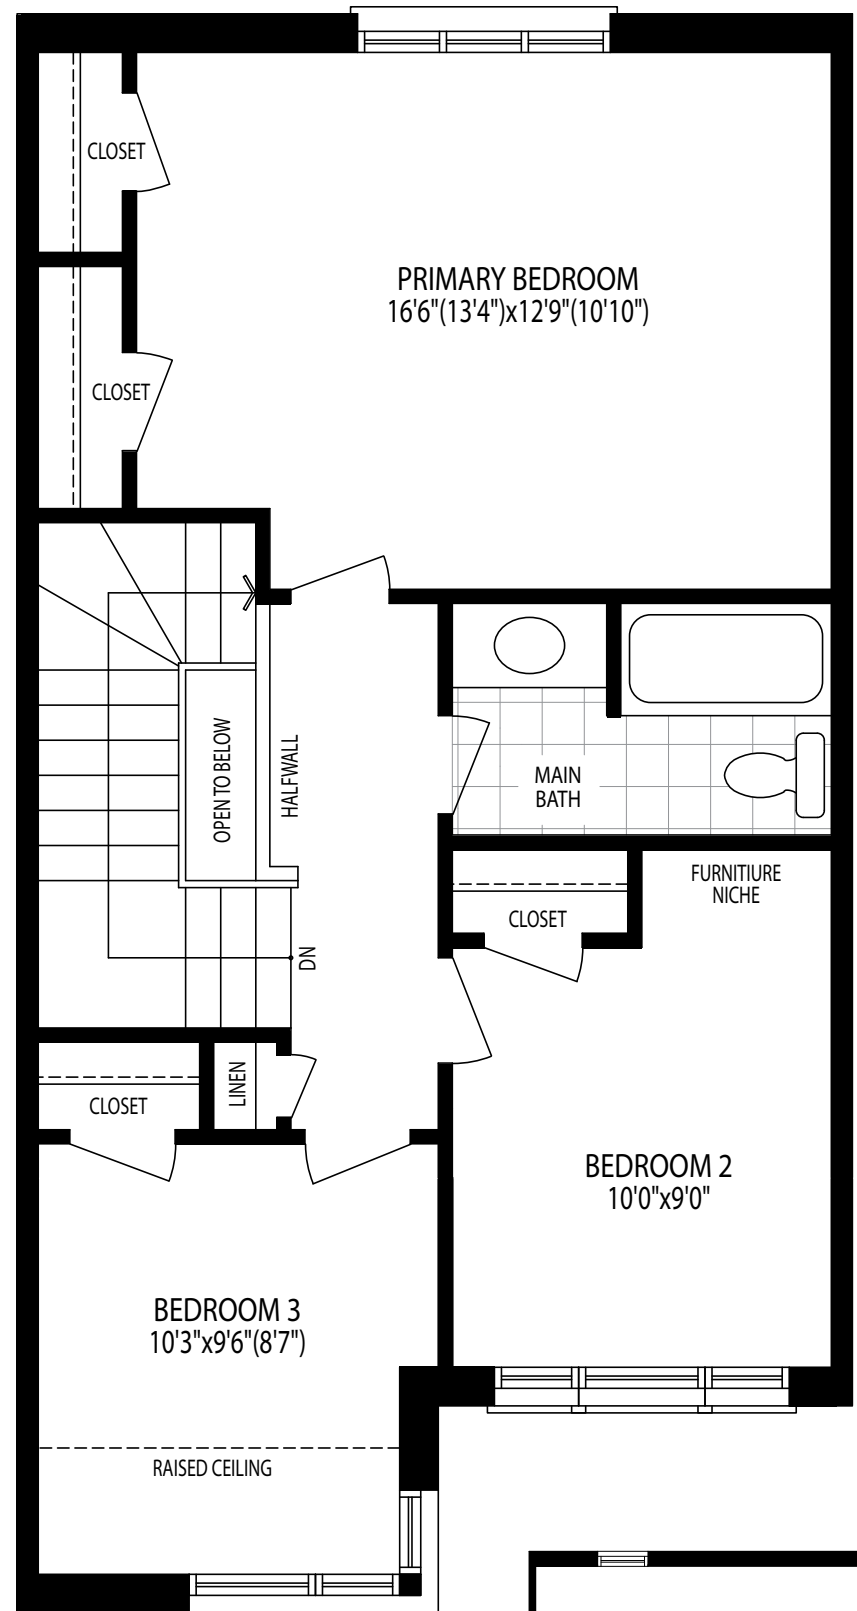 CLOSET
PRIMARY BEDROOM
16'6"(13'4")x12'9"(10'10")
CLOSET
OPEN TO BELOW
HALFWALL
MAIN
BATH
FURNITIURE
NICHE
CLOSET
DN
LINEN
CLOSET
BEDROOM 2
10'0"x9'0"
BEDROOM 3
10'3"x9'6"(8'7")
RAISED CEILING